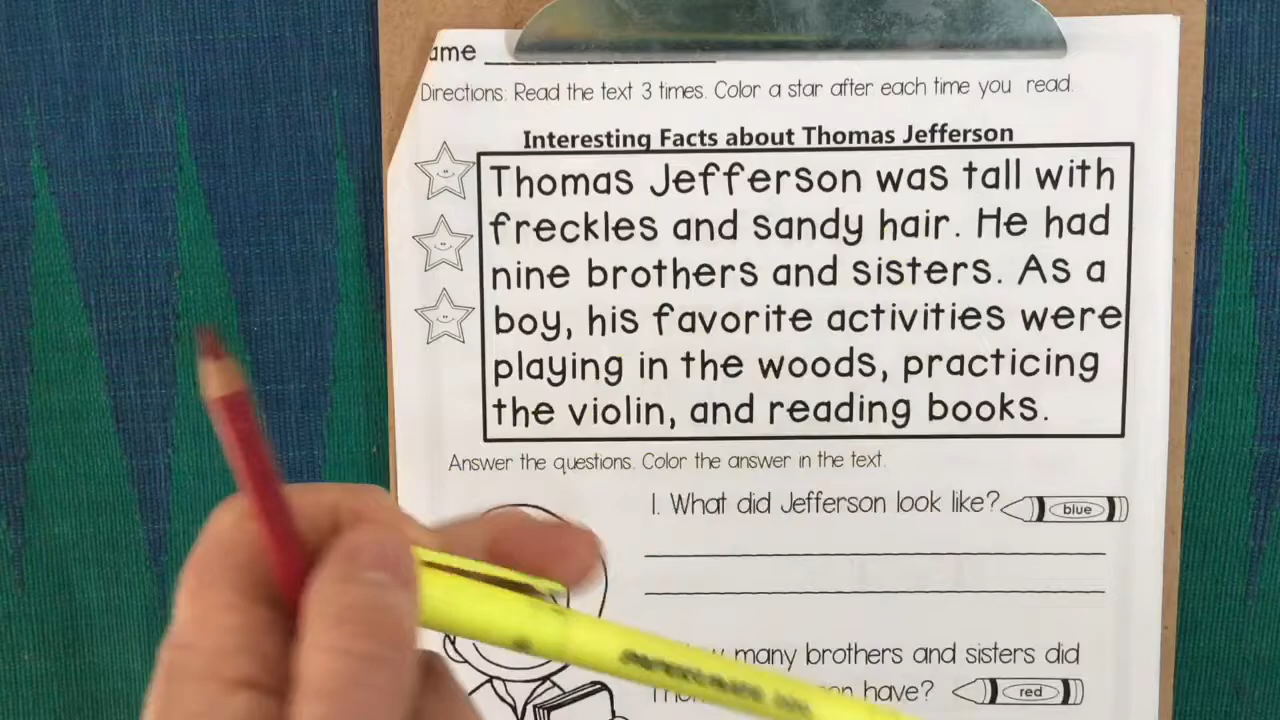 ame
Directions: Read the text 3 times. Color a star after each time you read.
Interesting Facts about Thomas Jefferson
Thomas Jefferson was tall with
freckles and sandy hair. He had
nine brothers and sisters. As a
boy, his favorite activities were
playing in the woods, practicing
the violin, and reading books.
Answer the questions. Color the answer in the text.
1. What did Jefferson look like?
blue
many brothers and sisters did
have?
red